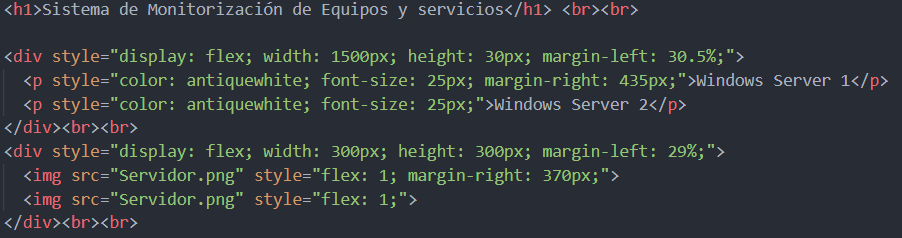 <h1>Sistema de Monitorización de Equipos y servicios</h1> <br><br>
<div style="display: flex; width: 1500px; height: 30px; margin-left: 30.5%;">
<p style="color: antiquewhite; font-size: 25px; margin-right: 435px;">Windows Server 1</p>
<p style="color: antiquewhite; font-size: 25px;">Windows Server 2</p>
</div><br><br>
<div style="display: flex; width: 300px; height: 300px; margin-left: 29%;">
<img src="Servidor.png" style="flex: 1; margin-right: 370px;">
<img src="Servidor.png" style="flex: 1;">
</div><br><br>